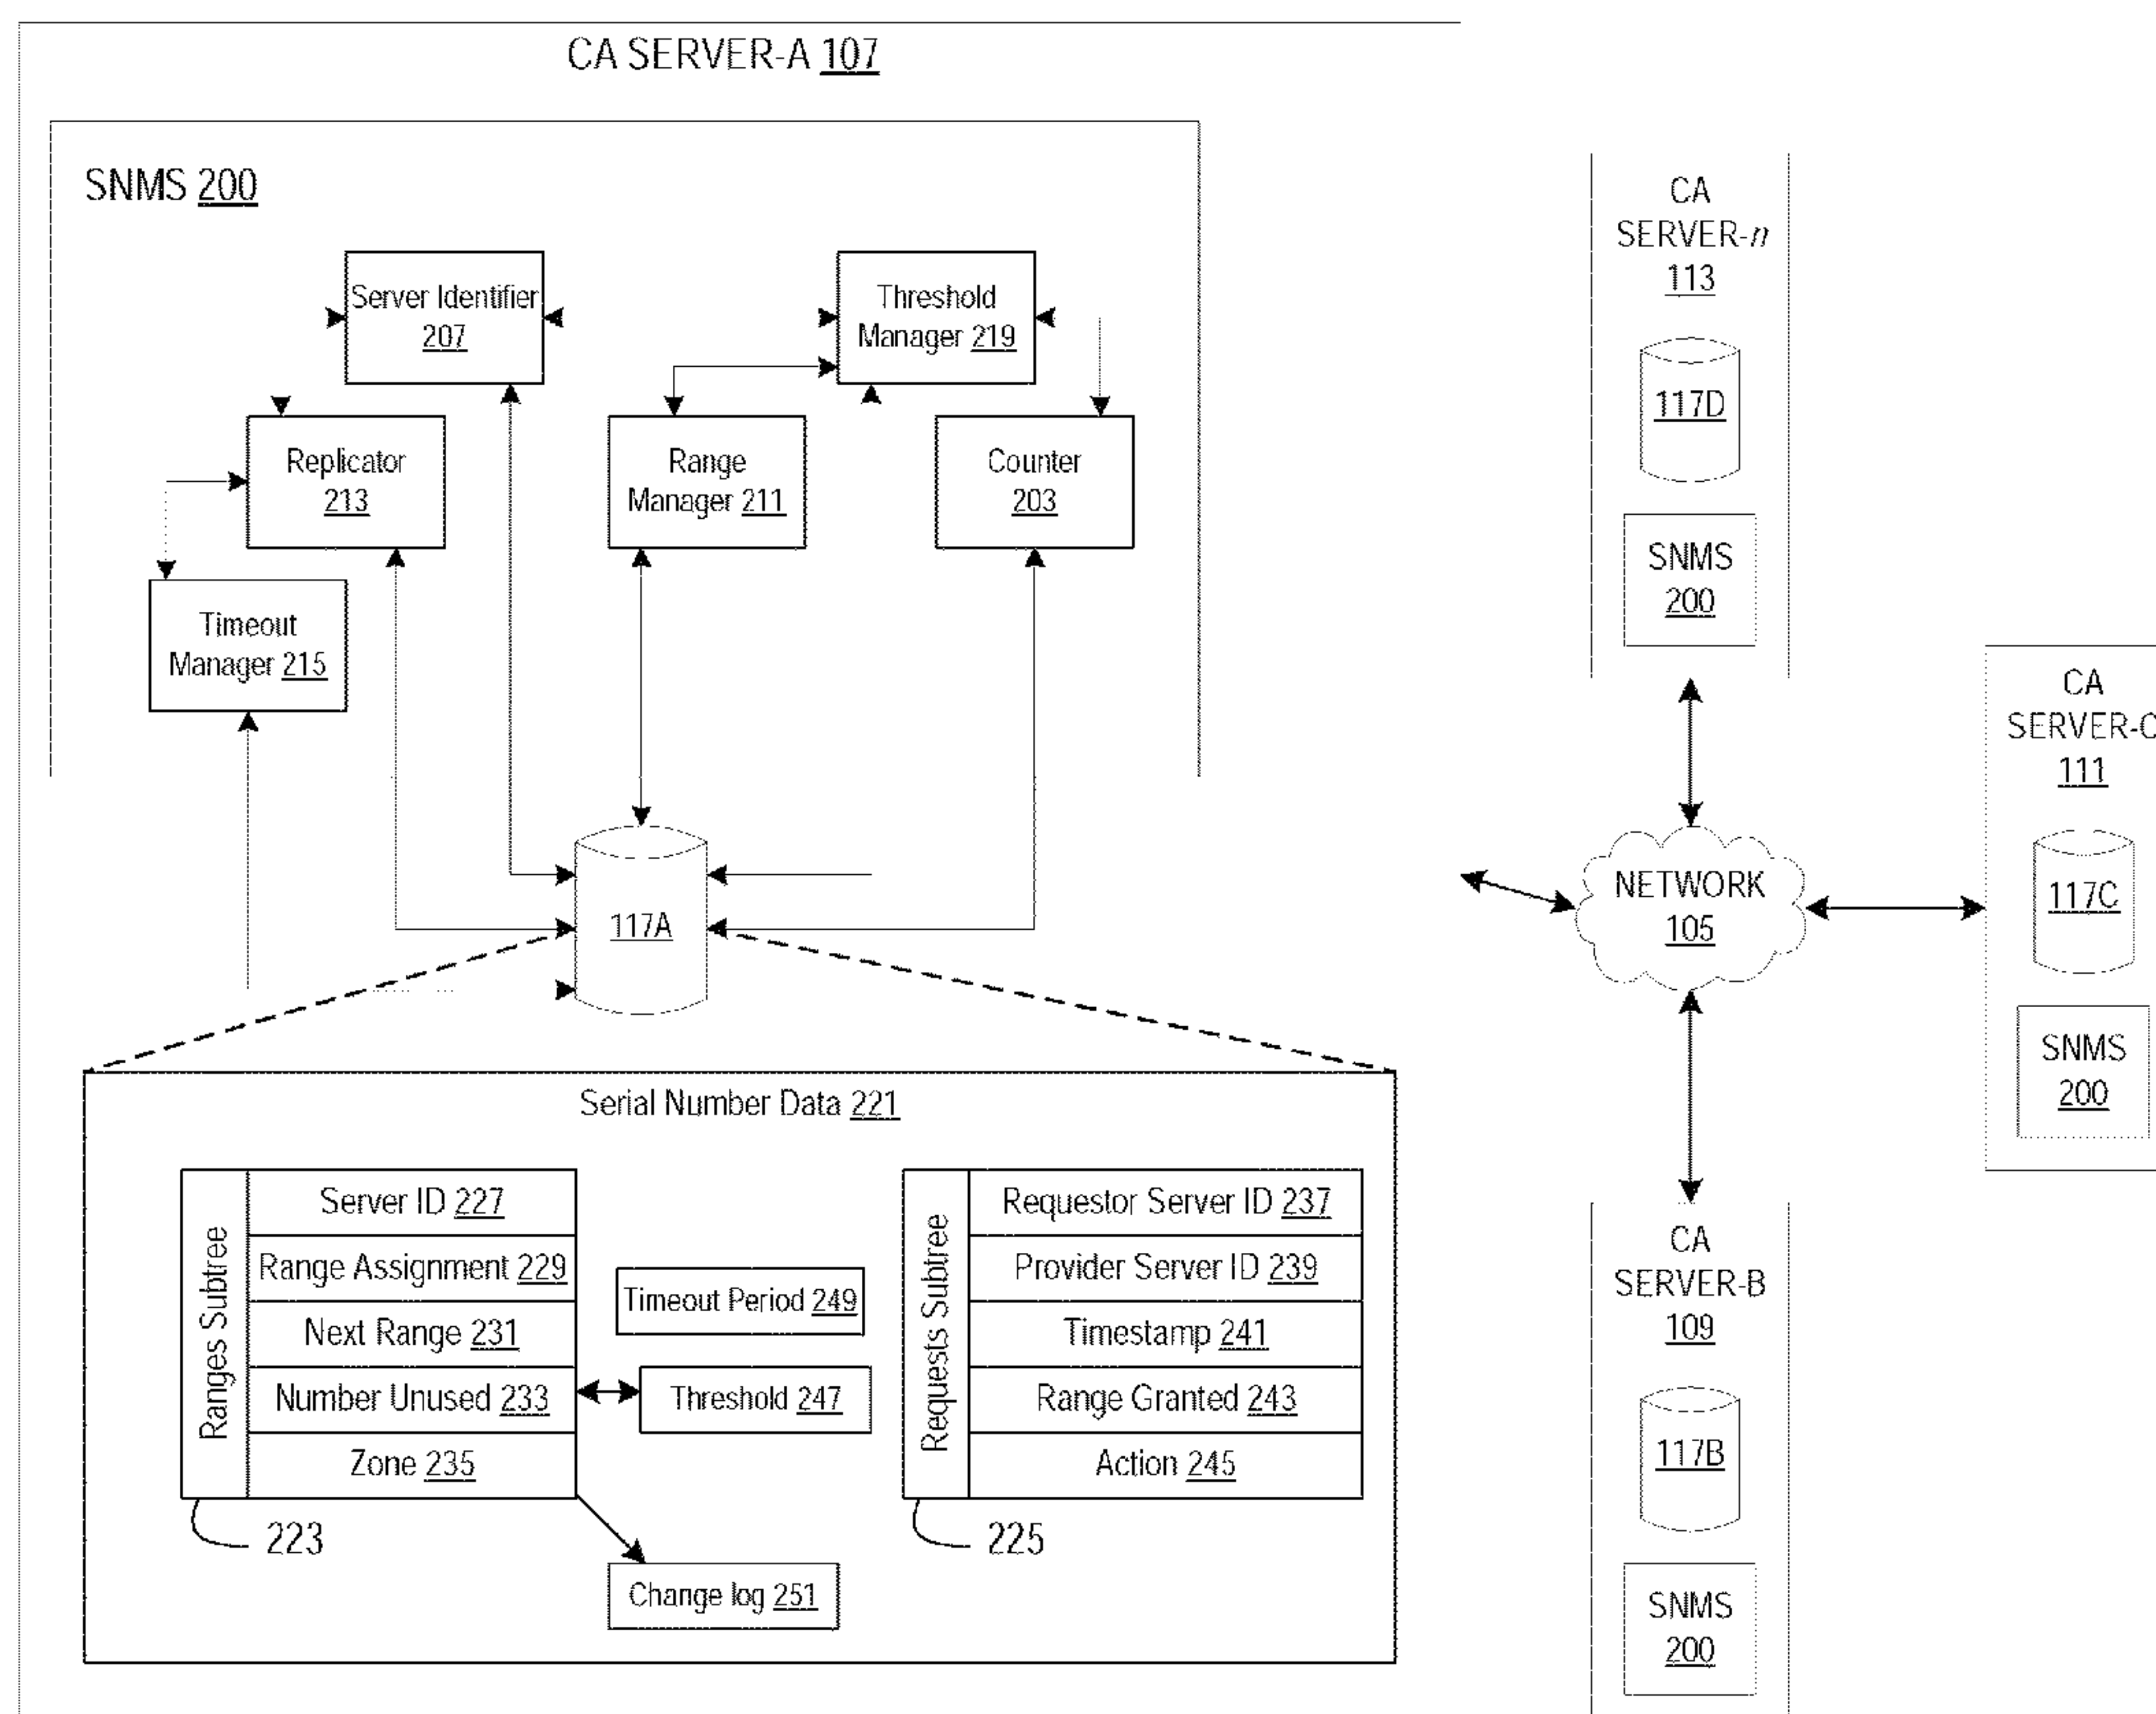 CA SERVER-A 107
SNMS 200
Server Identifier
207
Threshold
Manager 219
Replicator
213
Range
Manager 211
Counter
203
Timeout
Manager 215
117A
Serial Number Data 221
Ranges Subtree
Server ID 227
Range Assignment 229
Next Range 231
Number Unused 233
Zone 235
223
Timeout Period 249
Threshold 247
Change log 251
Requests Subtree
Requestor Server ID 237
Provider Server ID 239
Timestamp 241
Range Granted 243
Action 245
225
CA
SERVER-n
113
117D
SNMS
200
NETWORK
105
CA
SERVER-C
111
117C
SNMS
200
CA
SERVER-B
109
117B
SNMS
200